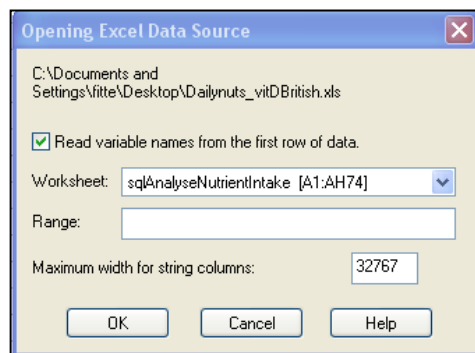 Opening Excel Data Source
C:\Documents and
Settings\fitte\Desktop\Dailynuts_vitDBritish.xls
Read variable names from the first row of data.
Worksheet: sqlAnalyseNutrientIntake [A1:AH74]
Range:
Maximum width for string columns: 32767
OK Cancel Help